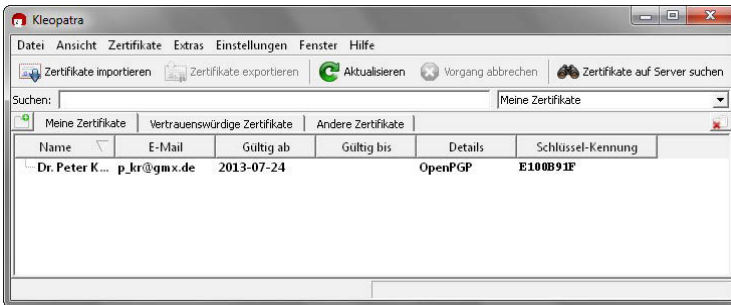 Kleopatra
Datei Ansicht Zertifikate Extras Einstellungen Fenster Hilfe
Zertifikate importieren Zertifikate exportieren Aktualisieren Vorgang abbrechen Zertifikate auf Server suchen
Suchen: Meine Zertifikate
Meine Zertifikate Vertrauenswürdige Zertifikate Andere Zertifikate
Name E-Mail Gültig ab Gültig bis Details Schlüssel-Kennung
Dr. Peter K... p_kr@gmx.de 2013-07-24 OpenPGP E100B91F